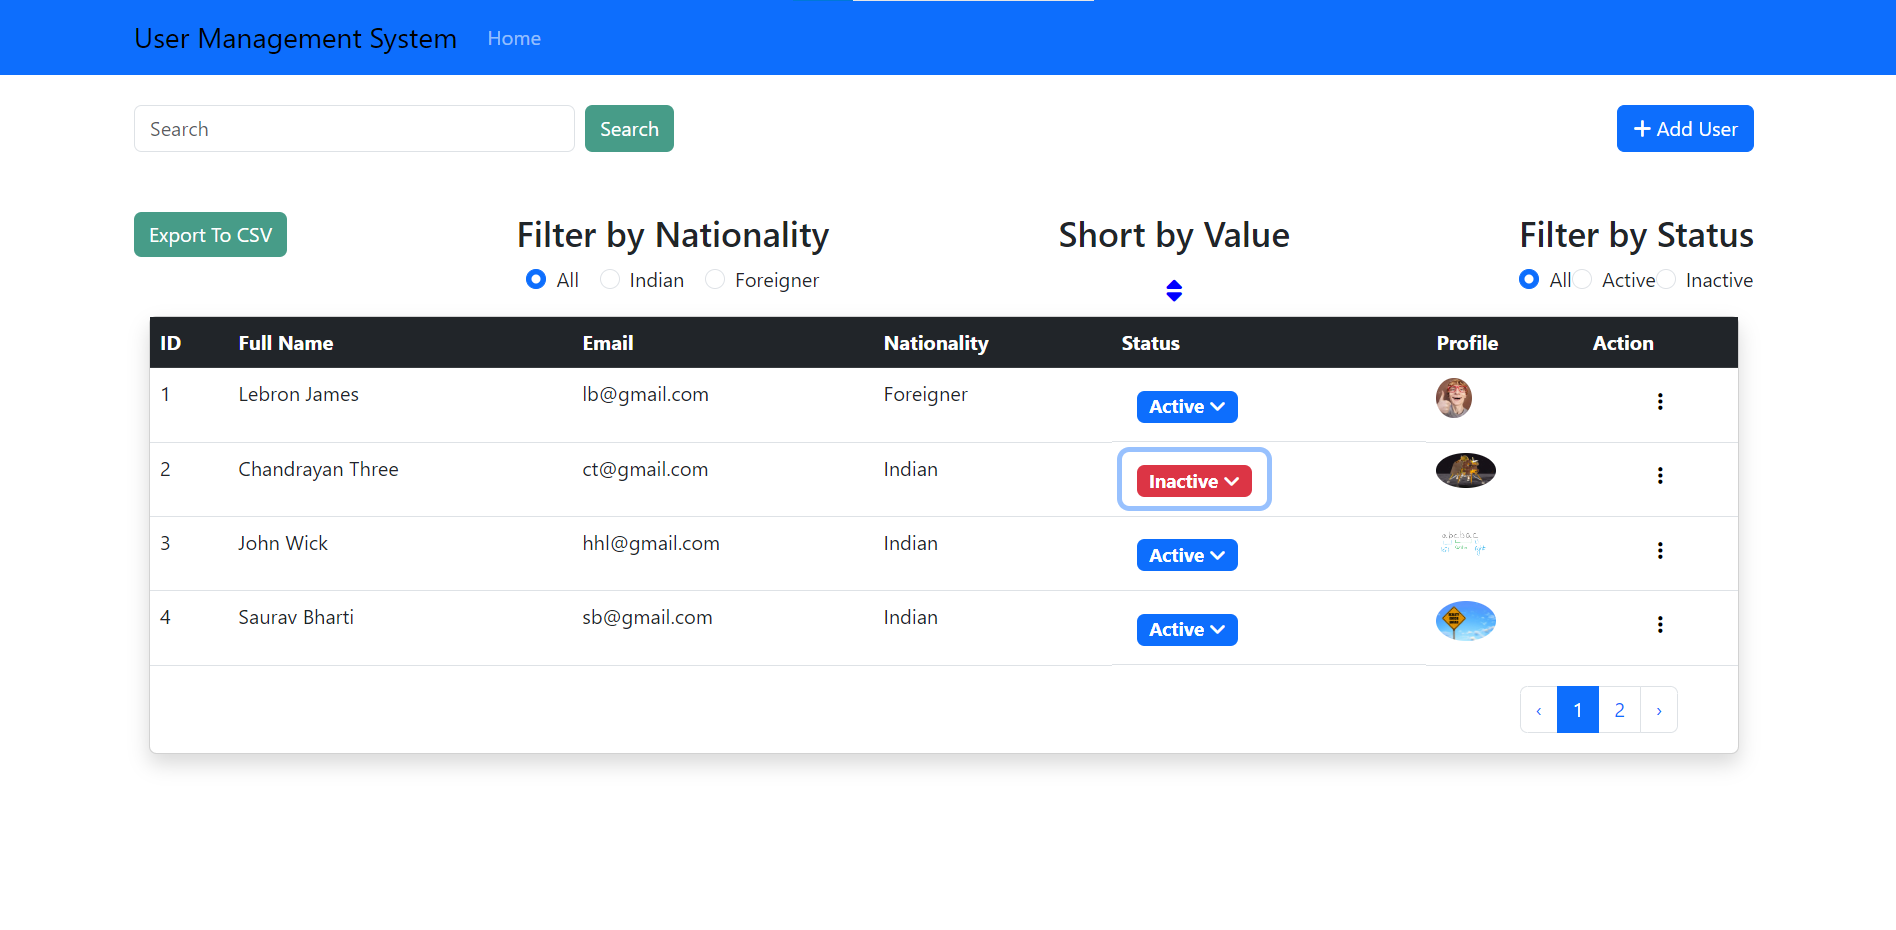 User Management System Home
Search Search + Add User
Export To CSV Filter by Nationality Short by Value Filter by Status
All Indian Foreigner All Active Inactive
ID Full Name Email Nationality Status Profile Action
1 Lebron James lb@gmail.com Foreigner Active
2 Chandrayan Three ct@gmail.com Indian Inactive
3 John Wick hhl@gmail.com Indian Active
4 Saurav Bharti sb@gmail.com Indian Active
‹ 1 2 ›